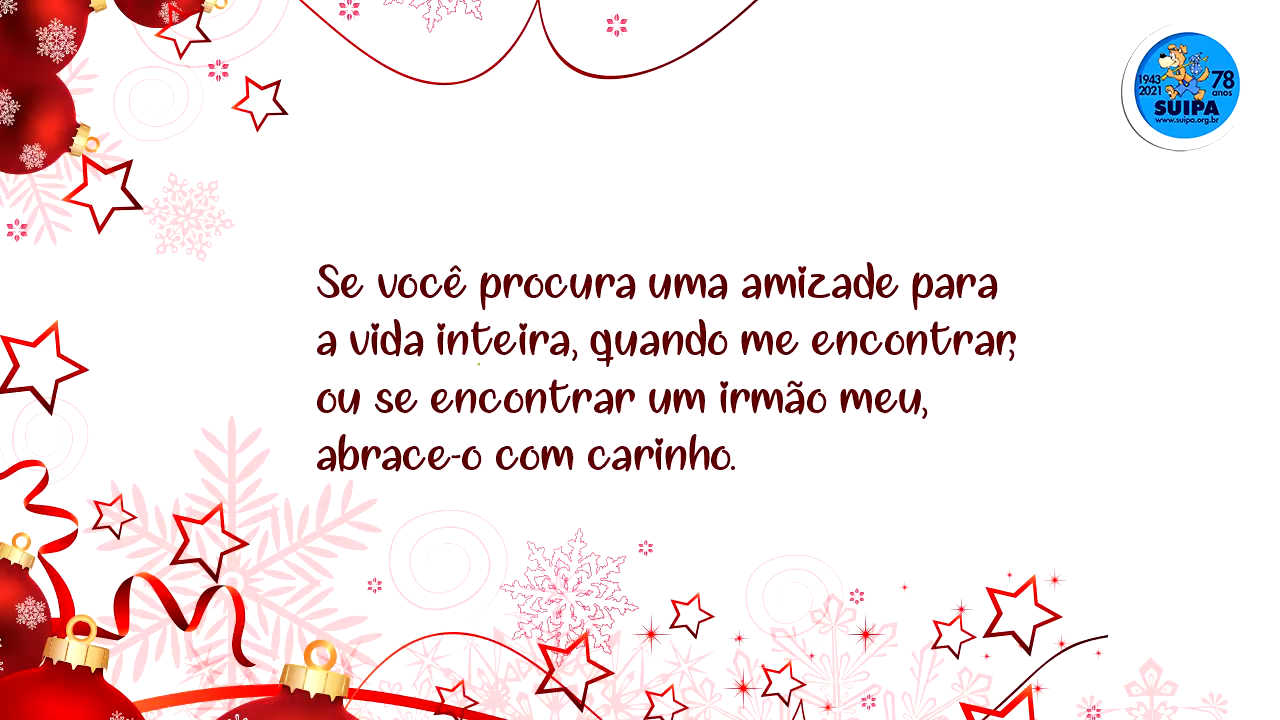 1943 78
2021 anos
SUIPA
www.suipa.org.br
Se você procura uma amizade para
a vida inteira, quando me encontrar,
ou se encontrar um irmão meu,
abrace-o com carinho.